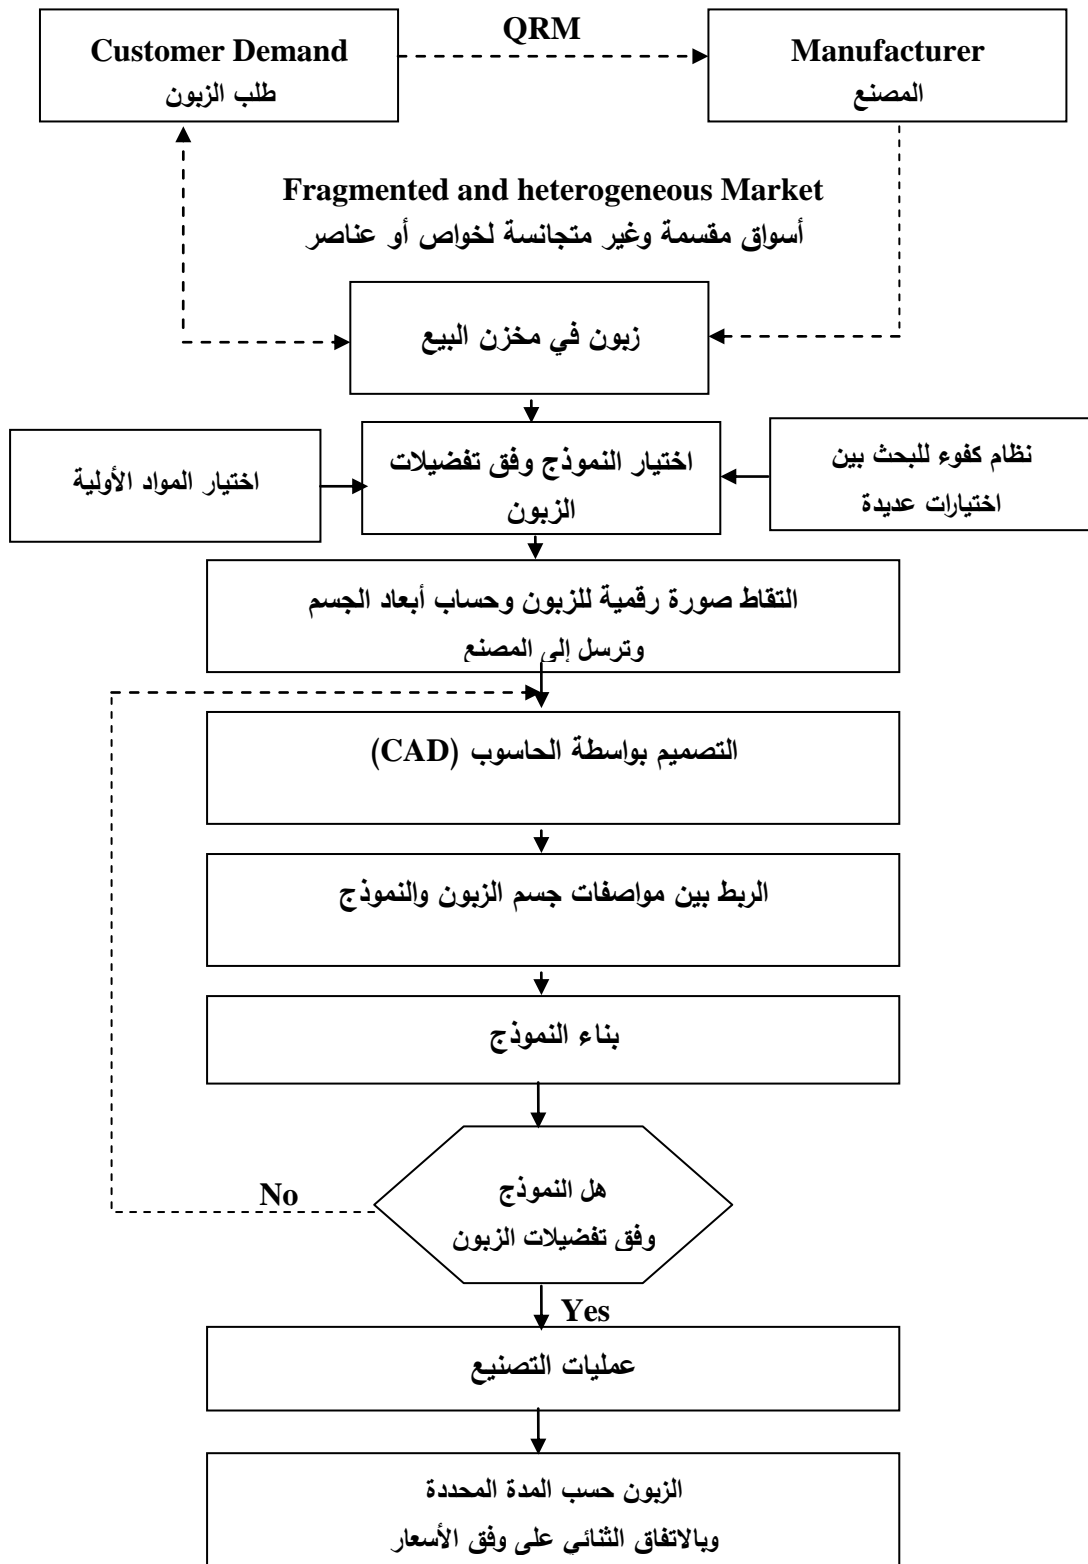 QRM
Customer Demand
طلب الزبون
Manufacturer
المصنع
Fragmented and heterogeneous Market
أسواق مقسمة وغير متجانسة لخواص أو عناصر
زبون في مخزن البيع
اختيار المواد الأولية
اختيار النموذج وفق تفضيلات
الزبون
نظام كفوء للبحث بين
اختيارات عديدة
التقاط صورة رقمية للزبون وحساب أبعاد الجسم
وترسل إلى المصنع
التصميم بواسطة الحاسوب (CAD)
الربط بين مواصفات جسم الزبون والنموذج
بناء النموذج
هل النموذج
وفق تفضيلات الزبون
No
Yes
عمليات التصنيع
الزبون حسب المدة المحددة
وبالاتفاق الثنائي على وفق الأسعار